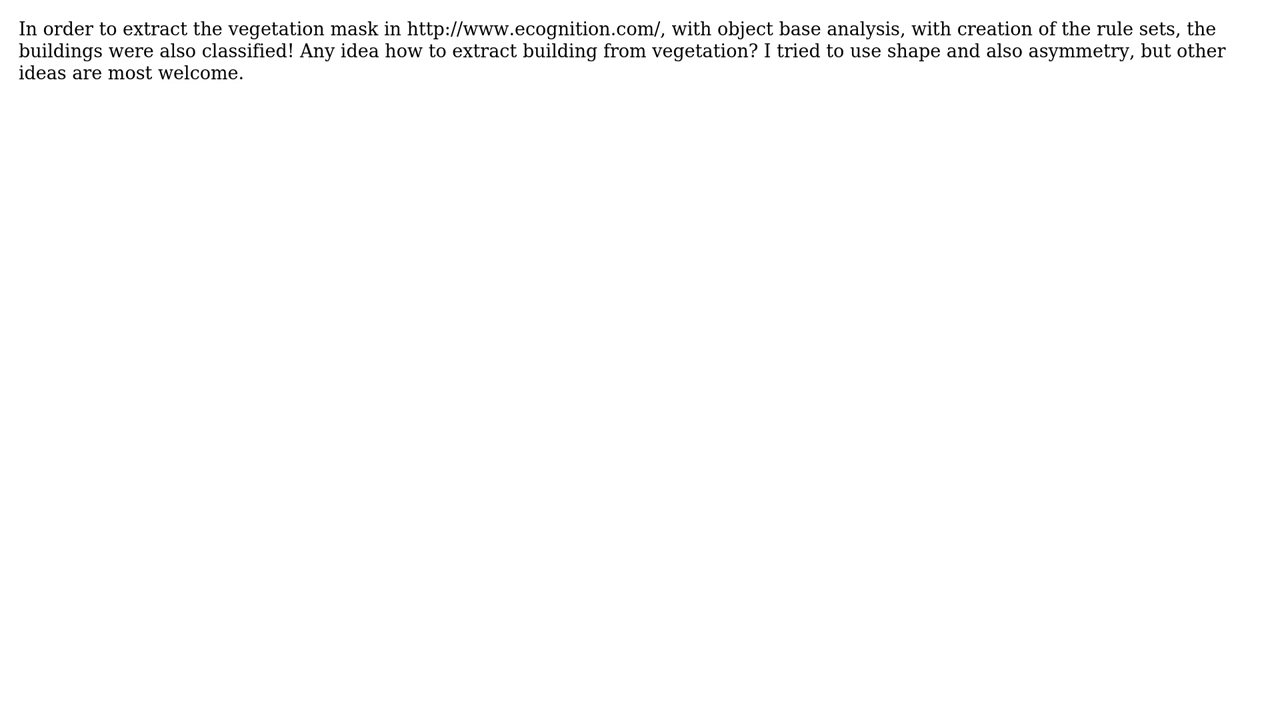 In order to extract the vegetation mask in http://www.ecognition.com/, with object base analysis, with creation of the rule sets, the
buildings were also classified! Any idea how to extract building from vegetation? I tried to use shape and also asymmetry, but other
ideas are most welcome.